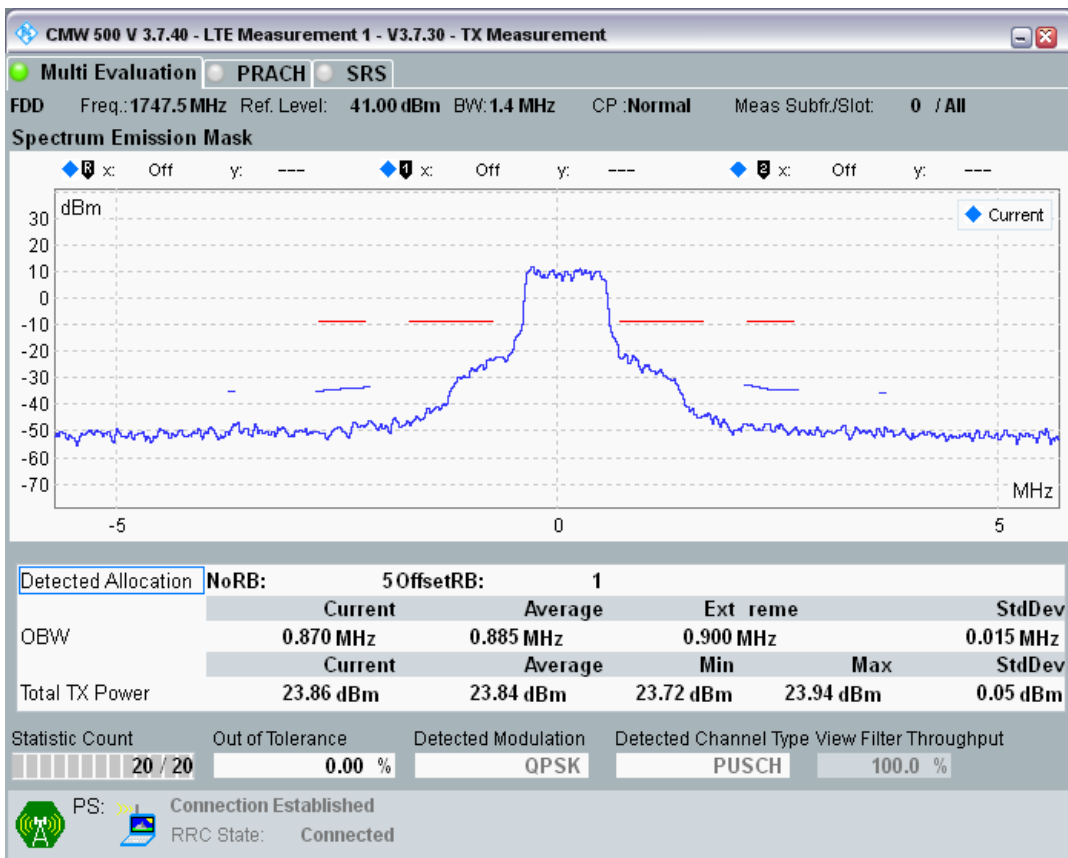 CMW 500 V 3.7.40 - LTE Measurement 1 - V3.7.30 - TX Measurement
Multi Evaluation PRACH SRS
FDD Freq.: 1747.5 MHz Ref. Level: 41.00 dBm BW: 1.4 MHz CP : Normal Meas Subfr./Slot: 0 / All
Spectrum Emission Mask
R x: Off y: --- 1 x: Off y: --- 2 x: Off y: ---
dBm
Current
30
20
10
0
-10
-20
-30
-40
-50
-60
-70
MHz
-5 0 5
Detected Allocation NoRB: 5 OffsetRB: 1
Current Average Ext reme StdDev
OBW 0.870 MHz 0.885 MHz 0.900 MHz 0.015 MHz
Current Average Min Max StdDev
Total TX Power 23.86 dBm 23.84 dBm 23.72 dBm 23.94 dBm 0.05 dBm
Statistic Count Out of Tolerance Detected Modulation Detected Channel Type View Filter Throughput
20 / 20 0.00 % QPSK PUSCH 100.0 %
PS: Connection Established
RRC State: Connected